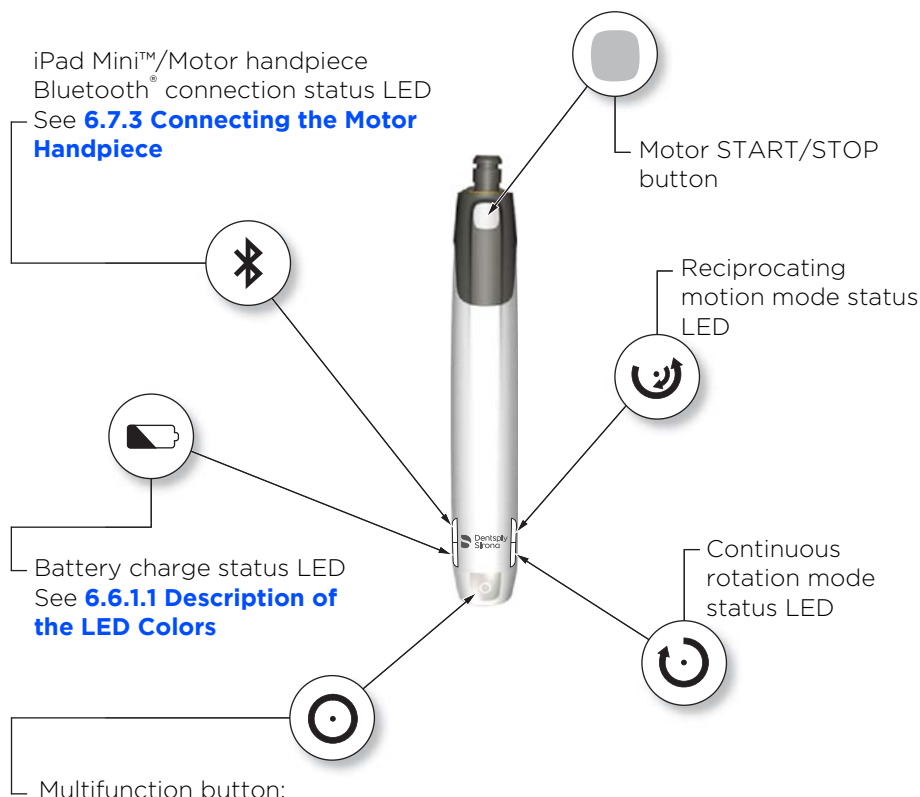 iPad Mini™/Motor handpiece
Bluetooth® connection status LED
See 6.7.3 Connecting the Motor
Handpiece
Motor START/STOP
button
Reciprocating
motion mode status
LED
Dentsply
Sirona
Battery charge status LED
See 6.6.1.1 Description of
the LED Colors
Continuous
rotation mode
status LED
Multifunction button: